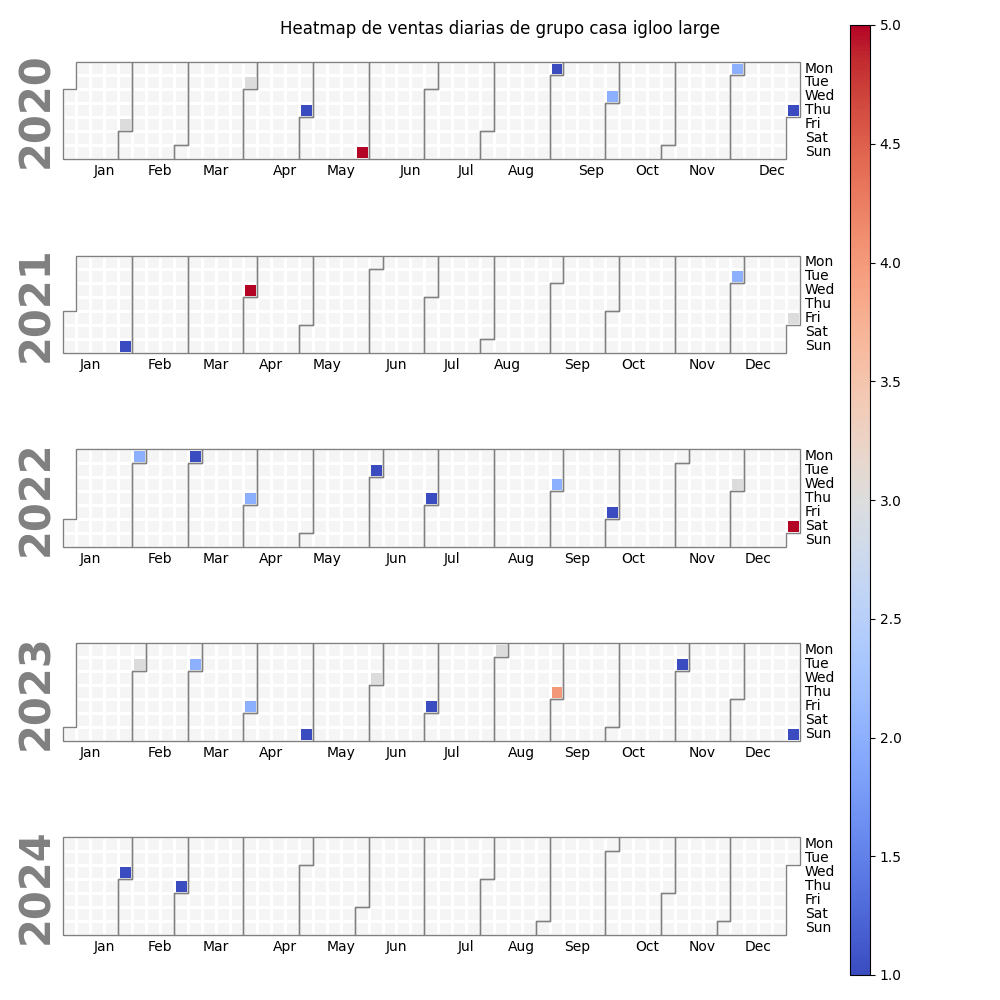 Heatmap de ventas diarias de grupo casa igloo large
2020
Mon
Tue
Wed
Thu
Fri
Sat
Sun
Jan Feb Mar Apr May Jun Jul Aug Sep Oct Nov Dec
2021
Mon
Tue
Wed
Thu
Fri
Sat
Sun
Jan Feb Mar Apr May Jun Jul Aug Sep Oct Nov Dec
2022
Mon
Tue
Wed
Thu
Fri
Sat
Sun
Jan Feb Mar Apr May Jun Jul Aug Sep Oct Nov Dec
2023
Mon
Tue
Wed
Thu
Fri
Sat
Sun
Jan Feb Mar Apr May Jun Jul Aug Sep Oct Nov Dec
2024
Mon
Tue
Wed
Thu
Fri
Sat
Sun
Jan Feb Mar Apr May Jun Jul Aug Sep Oct Nov Dec
5.0
4.5
4.0
3.5
3.0
2.5
2.0
1.5
1.0